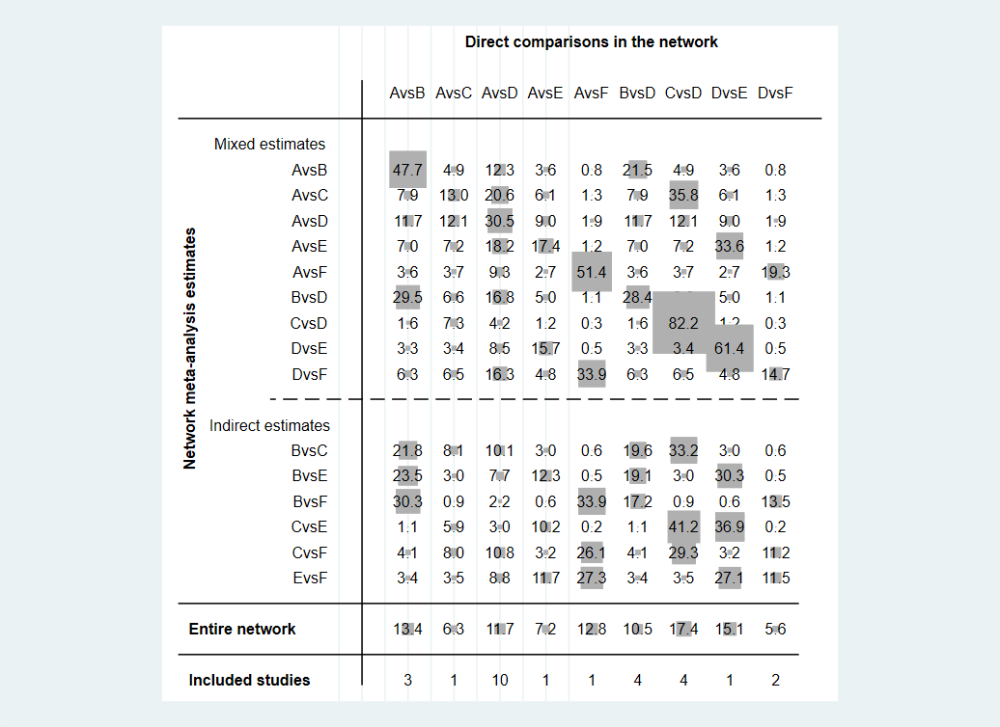 Direct comparisons in the network
AvsB AvsC AvsD AvsE AvsF BvsD CvsD DvsE DvsF
Network meta-analysis estimates
Mixed estimates
AvsB 47.7 4.9 12.3 3.6 0.8 21.5 4.9 3.6 0.8
AvsC 7.9 13.0 20.6 6.1 1.3 7.9 35.8 6.1 1.3
AvsD 11.7 12.1 30.5 9.0 1.9 11.7 12.1 9.0 1.9
AvsE 7.0 7.2 18.2 17.4 1.2 7.0 7.2 33.6 1.2
AvsF 3.6 3.7 9.3 2.7 51.4 3.6 3.7 2.7 19.3
BvsD 29.5 6.6 16.8 5.0 1.1 28.4 5.0 1.1
CvsD 1.6 7.3 4.2 1.2 0.3 1.6 82.2 1.2 0.3
DvsE 3.3 3.4 8.5 15.7 0.5 3.3 3.4 61.4 0.5
DvsF 6.3 6.5 16.3 4.8 33.9 6.3 6.5 4.8 14.7
Indirect estimates
BvsC 21.8 8.1 10.1 3.0 0.6 19.6 33.2 3.0 0.6
BvsE 23.5 3.0 7.7 12.3 0.5 19.1 3.0 30.3 0.5
BvsF 30.3 0.9 2.2 0.6 33.9 17.2 0.9 0.6 13.5
CvsE 1.1 5.9 3.0 10.2 0.2 1.1 41.2 36.9 0.2
CvsF 4.1 8.0 10.8 3.2 26.1 4.1 29.3 3.2 11.2
EvsF 3.4 3.5 8.8 11.7 27.3 3.4 3.5 27.1 11.5
Entire network 13.4 6.3 11.7 7.2 12.8 10.5 17.4 15.1 5.6
Included studies 3 1 10 1 1 4 4 1 2